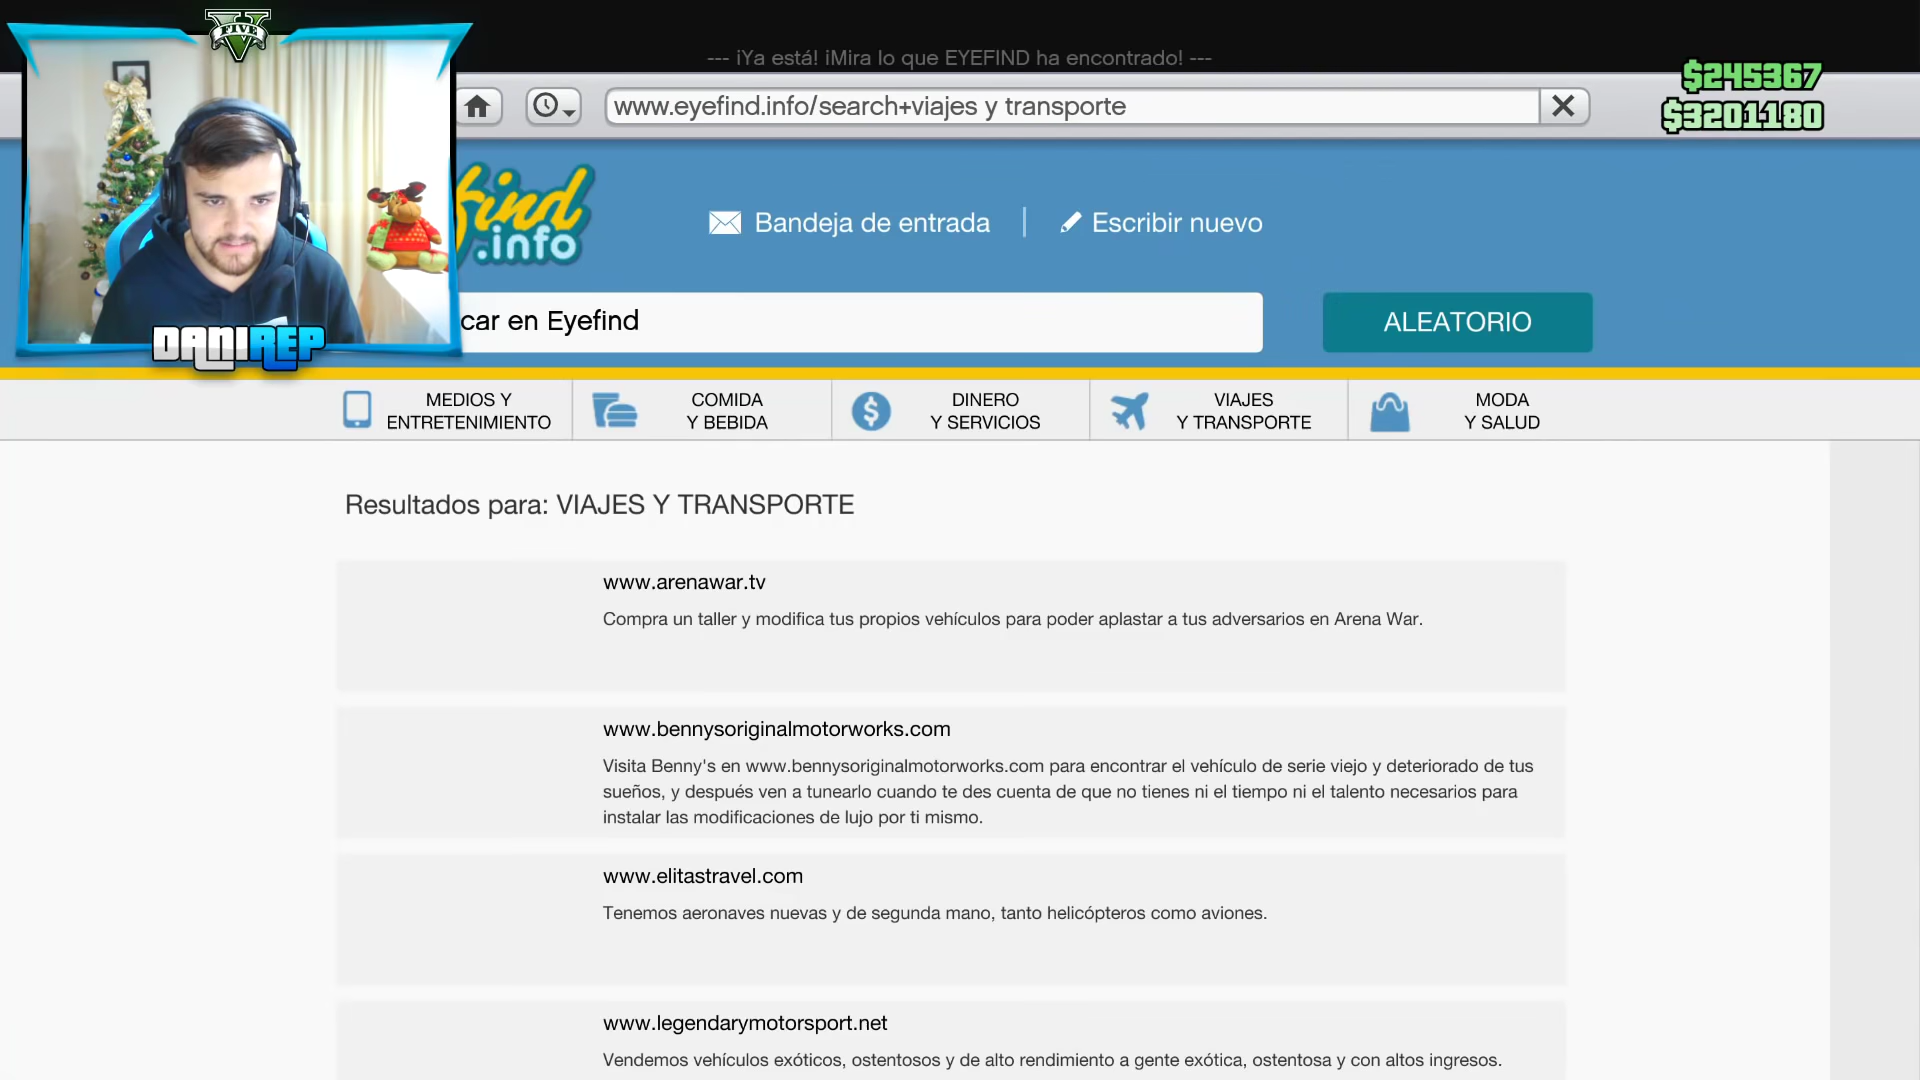 FIVE
--- ¡Ya está! ¡Mira lo que EYEFIND ha encontrado! ---
www.eyefind.info/search+viajes y transporte
$245367
$3201180
find
.info
Bandeja de entrada
Escribir nuevo
car en Eyefind
ALEATORIO
DANIREP
MEDIOS Y
ENTRETENIMIENTO
COMIDA
Y BEBIDA
DINERO
Y SERVICIOS
VIAJES
Y TRANSPORTE
MODA
Y SALUD
Resultados para: VIAJES Y TRANSPORTE
www.arenawar.tv
Compra un taller y modifica tus propios vehículos para poder aplastar a tus adversarios en Arena War.
www.bennysoriginalmotorworks.com
Visita Benny's en www.bennysoriginalmotorworks.com para encontrar el vehículo de serie viejo y deteriorado de tus
sueños, y después ven a tunearlo cuando te des cuenta de que no tienes ni el tiempo ni el talento necesarios para
instalar las modificaciones de lujo por ti mismo.
www.elitastravel.com
Tenemos aeronaves nuevas y de segunda mano, tanto helicópteros como aviones.
www.legendarymotorsport.net
Vendemos vehículos exóticos, ostentosos y de alto rendimiento a gente exótica, ostentosa y con altos ingresos.